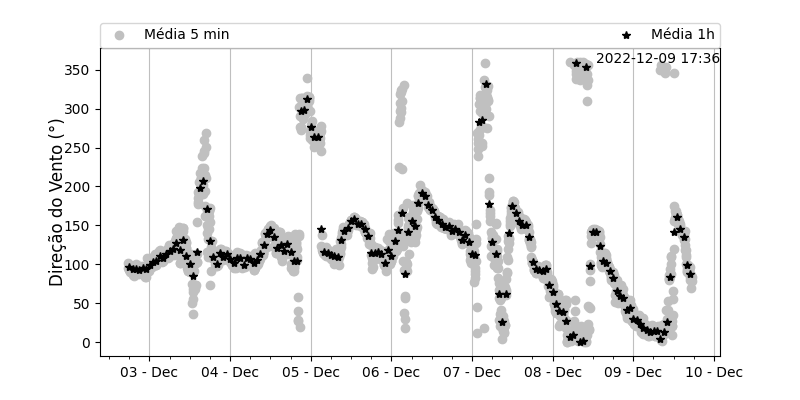 Média 5 min
Média 1h
2022-12-09 17:36
Direção do Vento (°)
350
300
250
200
150
100
50
0
03 - Dec
04 - Dec
05 - Dec
06 - Dec
07 - Dec
08 - Dec
09 - Dec
10 - Dec